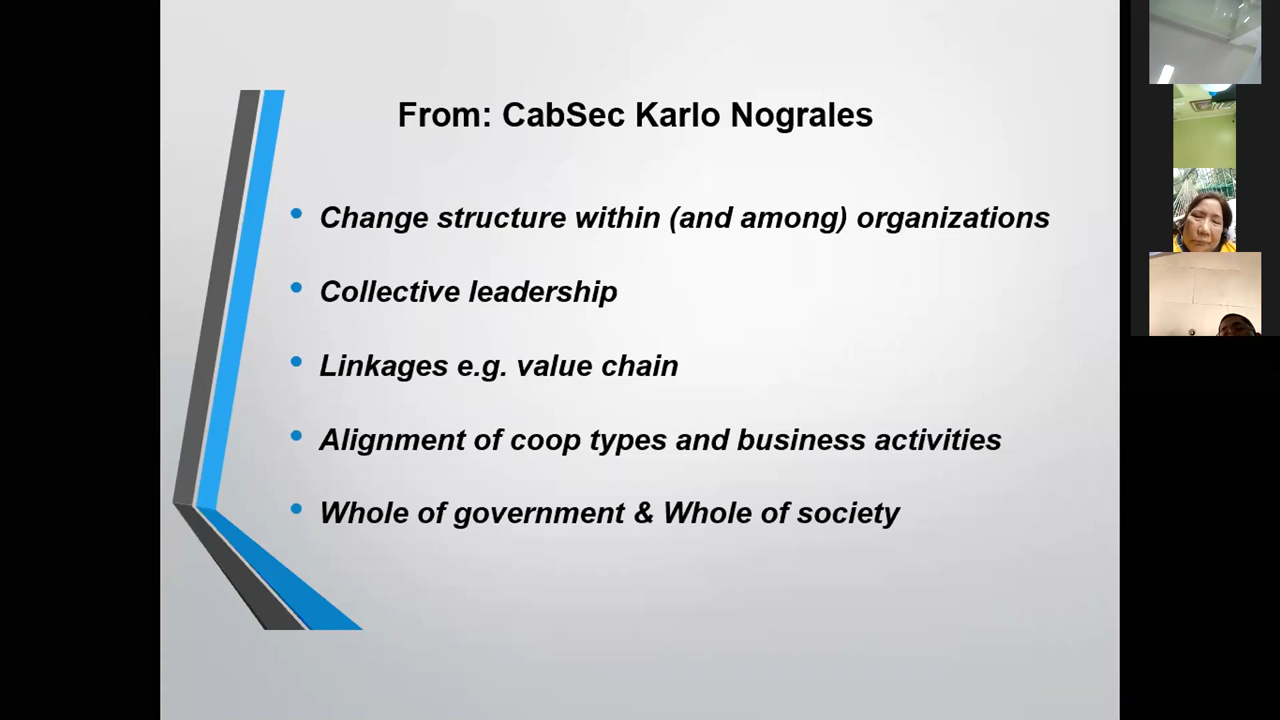 From: CabSec Karlo Nograles
Change structure within (and among) organizations
Collective leadership
Linkages e.g. value chain
Alignment of coop types and business activities
Whole of government & Whole of society